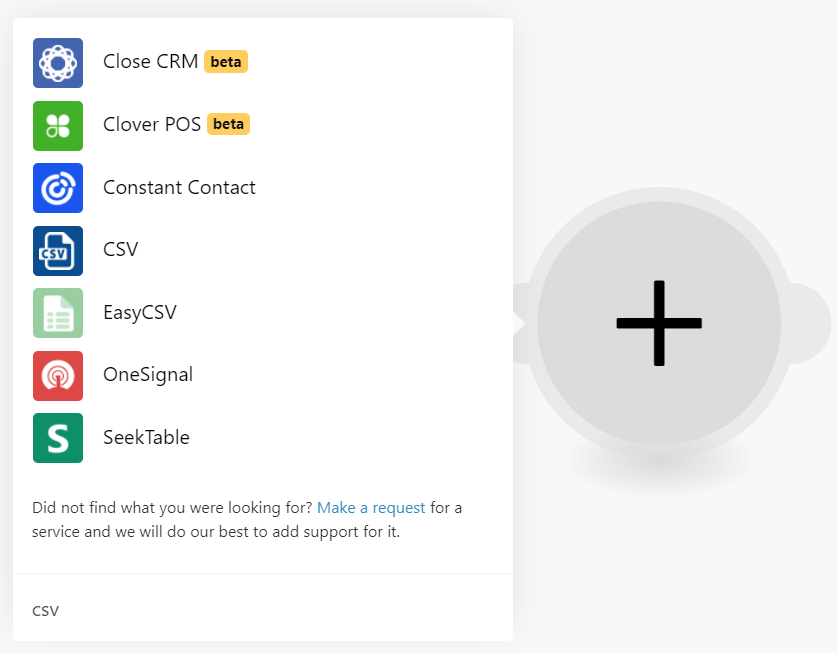 Close CRM beta
Clover POS beta
Constant Contact
CSV
CSV
EasyCSV
OneSignal
S
SeekTable
Did not find what you were looking for? Make a request for a
service and we will do our best to add support for it.
csv